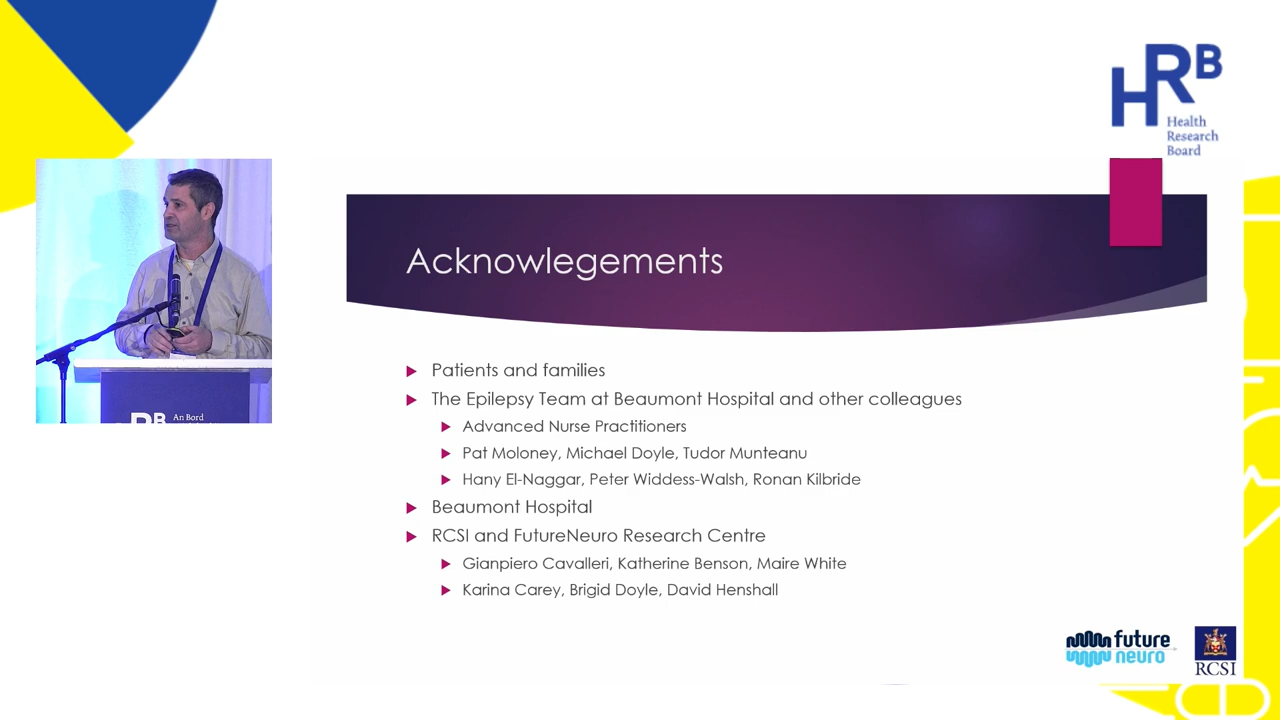 HRB
Health
Research
Board
Acknowlegements
Patients and families
The Epilepsy Team at Beaumont Hospital and other colleagues
Advanced Nurse Practitioners
Pat Moloney, Michael Doyle, Tudor Munteanu
Hany El-Naggar, Peter Widdess-Walsh, Ronan Kilbride
Beaumont Hospital
RCSI and FutureNeuro Research Centre
Gianpiero Cavalleri, Katherine Benson, Maire White
Karina Carey, Brigid Doyle, David Henshall
RB
An Bord
future
neuro
RCSI